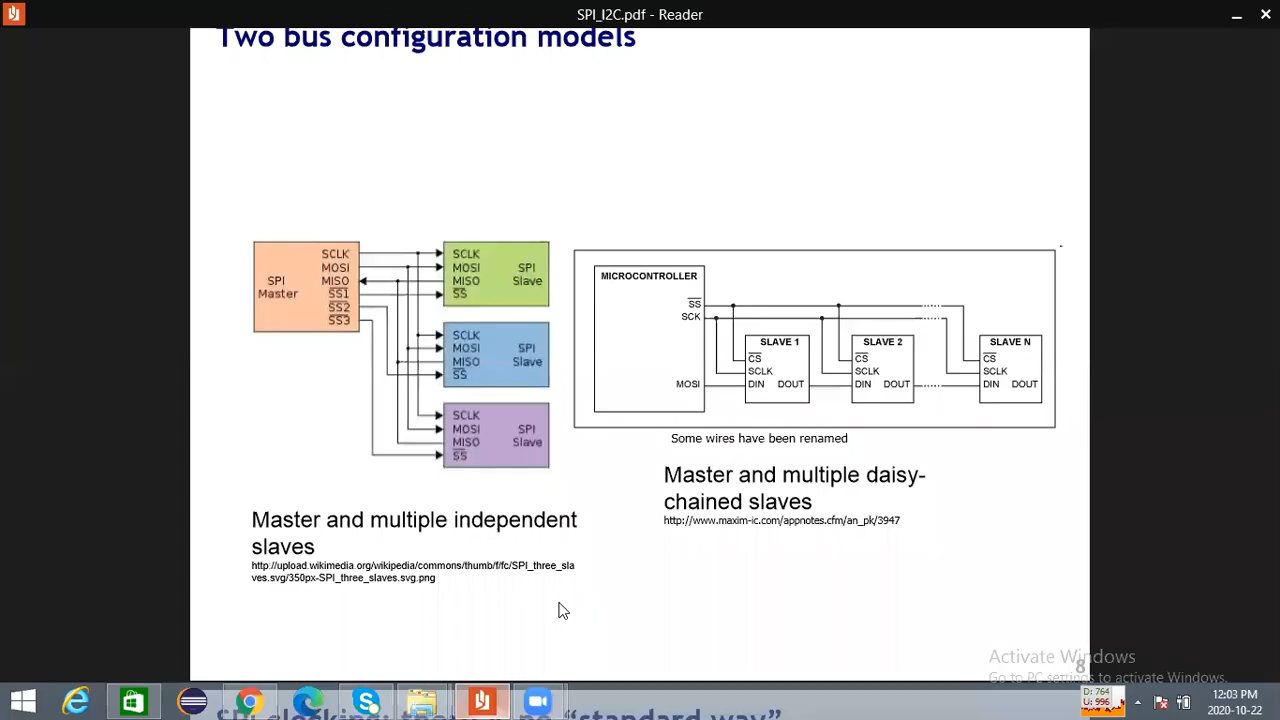 SPI_I2C.pdf - Reader
Two bus configuration models
SPI
Master
SCLK
MOSI
MISO
SS1
SS2
SS3
SCLK
MOSI
MISO
SS
SPI
Slave
SCLK
MOSI
MISO
SS
SPI
Slave
SCLK
MOSI
MISO
SS
SPI
Slave
MICROCONTROLLER
SS
SCK
MOSI
SLAVE 1
CS
SCLK
DIN DOUT
SLAVE 2
CS
SCLK
DIN DOUT
SLAVE N
CS
SCLK
DIN DOUT
Some wires have been renamed
Master and multiple independent
slaves
http://upload.wikimedia.org/wikipedia/commons/thumb/f/fc/SPI_three_sla
ves.svg/350px-SPI_three_slaves.svg.png
Master and multiple daisy-
chained slaves
http://www.maxim-ic.com/appnotes.cfm/an_pk/3947
8
Activate Windows
Go to PC settings to activate Windows.
D: 764
U: 996
12:03 PM
2020-10-22